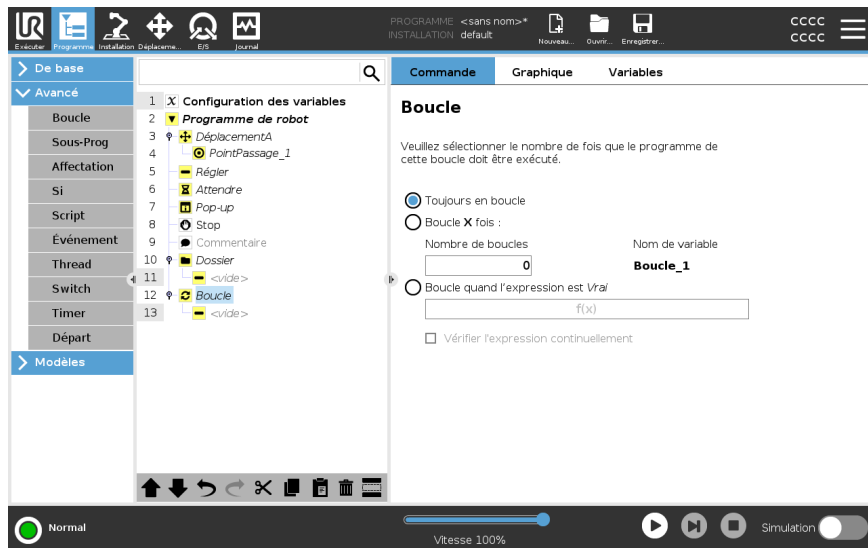 PROGRAMME <sans nom>*
INSTALLATION default
Exécuter
Programme
Installation
Déplaceme...
E/S
Journal
Nouveau...
Ouvrir...
Enregistrer...
CCCC
CCCC
De base
Avancé
Boucle
Sous-Prog
Affectation
Si
Script
Événement
Thread
Switch
Timer
Départ
Modèles
1 X Configuration des variables
2 Programme de robot
3 DéplacementA
4 PointPassage_1
5 Régler
6 Attendre
7 Pop-up
8 Stop
9 Commentaire
10 Dossier
11 <vide>
12 Boucle
13 <vide>
Commande
Graphique
Variables
Boucle
Veuillez sélectionner le nombre de fois que le programme de
cette boucle doit être exécuté.
Toujours en boucle
Boucle X fois :
Nombre de boucles
Nom de variable
0
Boucle_1
Boucle quand l'expression est Vrai
f(x)
Vérifier l'expression continuellement
Normal
Vitesse 100%
Simulation